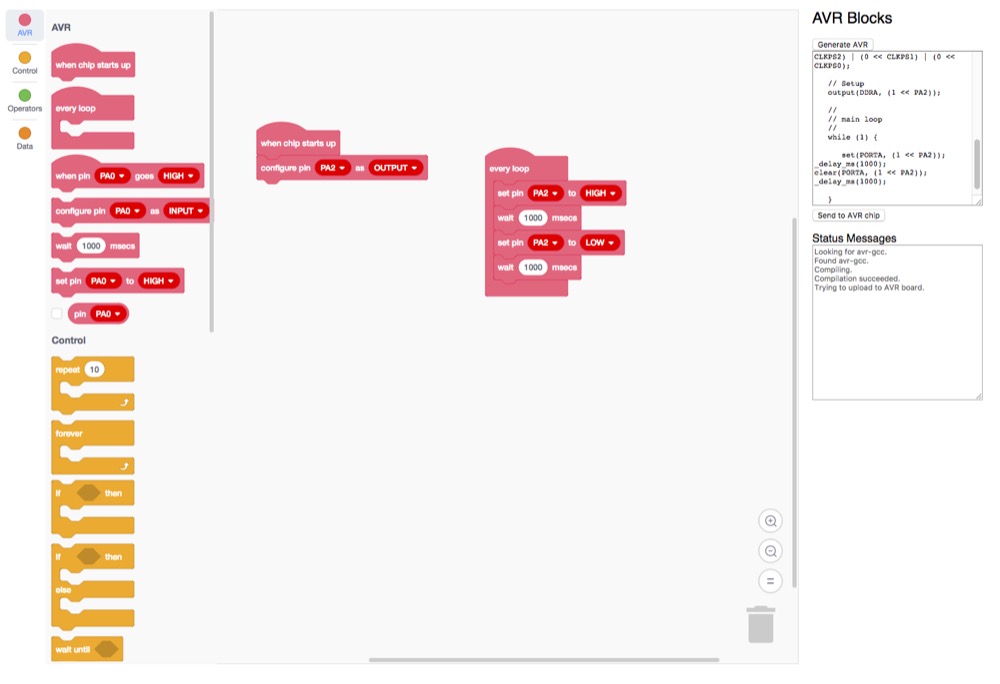 AVR
Control
Operators
Data
AVR
when chip starts up
every loop
when pin PA0 goes HIGH
configure pin PA0 as INPUT
wait 1000 msecs
set pin PA0 to HIGH
pin PA0
Control
repeat 10
forever
if then
if then
else
wait until
when chip starts up
configure pin PA2 as OUTPUT
every loop
set pin PA2 to HIGH
wait 1000 msecs
set pin PA2 to LOW
wait 1000 msecs
AVR Blocks
Generate AVR
CLKPS2) | (0 << CLKPS1) | (0 <<
CLKPS0);
// Setup
output(DDRA, (1 << PA2));
//
// main loop
//
while (1) {
set(PORTA, (1 << PA2));
_delay_ms(1000);
clear(PORTA, (1 << PA2));
_delay_ms(1000);
}
Send to AVR chip
Status Messages
Looking for avr-gcc.
Found avr-gcc.
Compiling.
Compilation succeeded.
Trying to upload to AVR board.